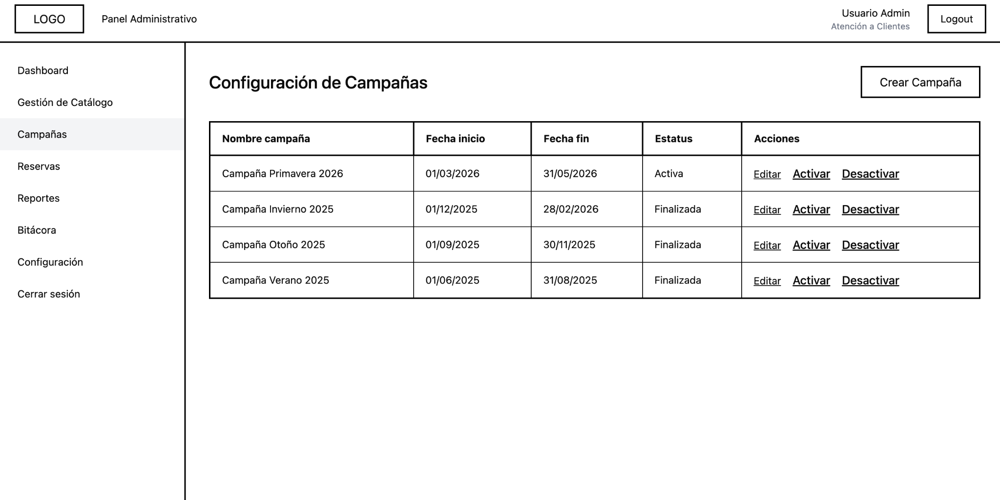 LOGO
Panel Administrativo
Usuario Admin
Atención a Clientes
Logout
Dashboard
Gestión de Catálogo
Campañas
Reservas
Reportes
Bitácora
Configuración
Cerrar sesión
Configuración de Campañas
Crear Campaña
Nombre campaña Fecha inicio Fecha fin Estatus Acciones
Campaña Primavera 2026 01/03/2026 31/05/2026 Activa Editar Activar Desactivar
Campaña Invierno 2025 01/12/2025 28/02/2026 Finalizada Editar Activar Desactivar
Campaña Otoño 2025 01/09/2025 30/11/2025 Finalizada Editar Activar Desactivar
Campaña Verano 2025 01/06/2025 31/08/2025 Finalizada Editar Activar Desactivar